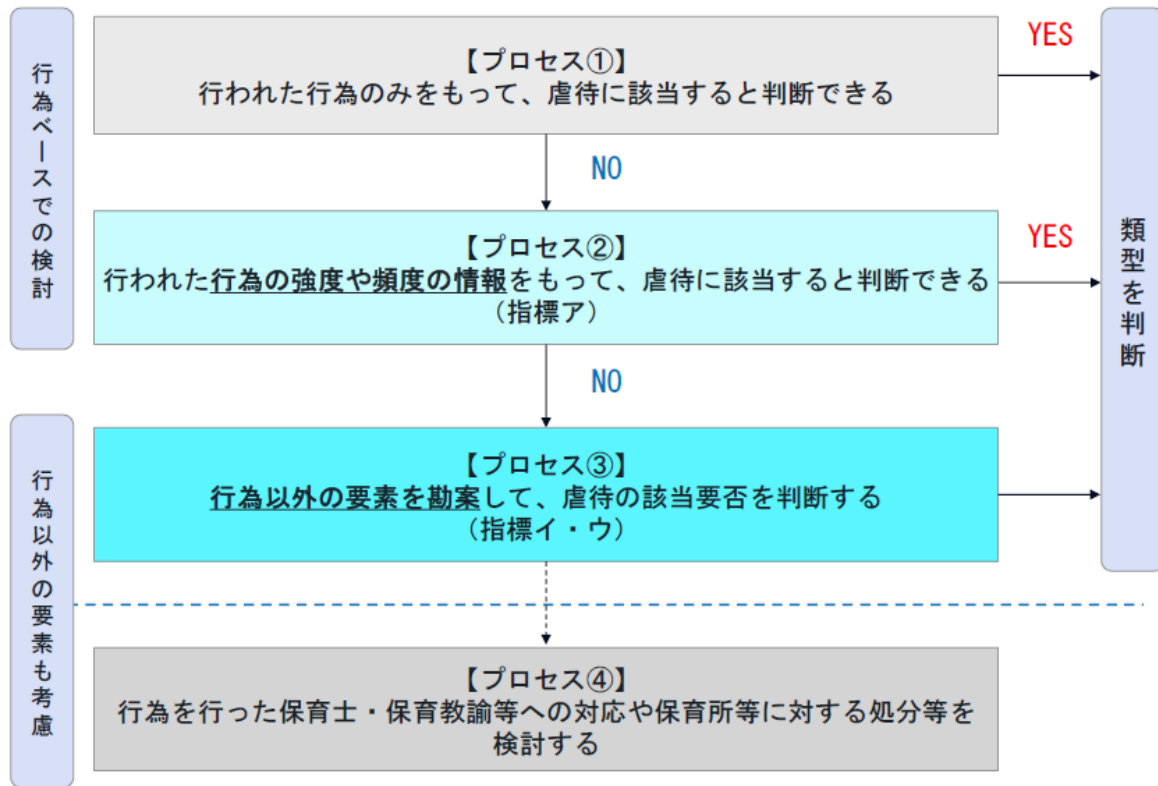 行為ベースでの検討
【プロセス①】
行われた行為のみをもって、虐待に該当すると判断できる
YES
NO
【プロセス②】
行われた行為の強度や頻度の情報をもって、虐待に該当すると判断できる
（指標ア）
YES
NO
類型を判断
行為以外の要素も考慮
【プロセス③】
行為以外の要素を勘案して、虐待の該当要否を判断する
（指標イ・ウ）
【プロセス④】
行為を行った保育士・保育教諭等への対応や保育所等に対する処分等を
検討する